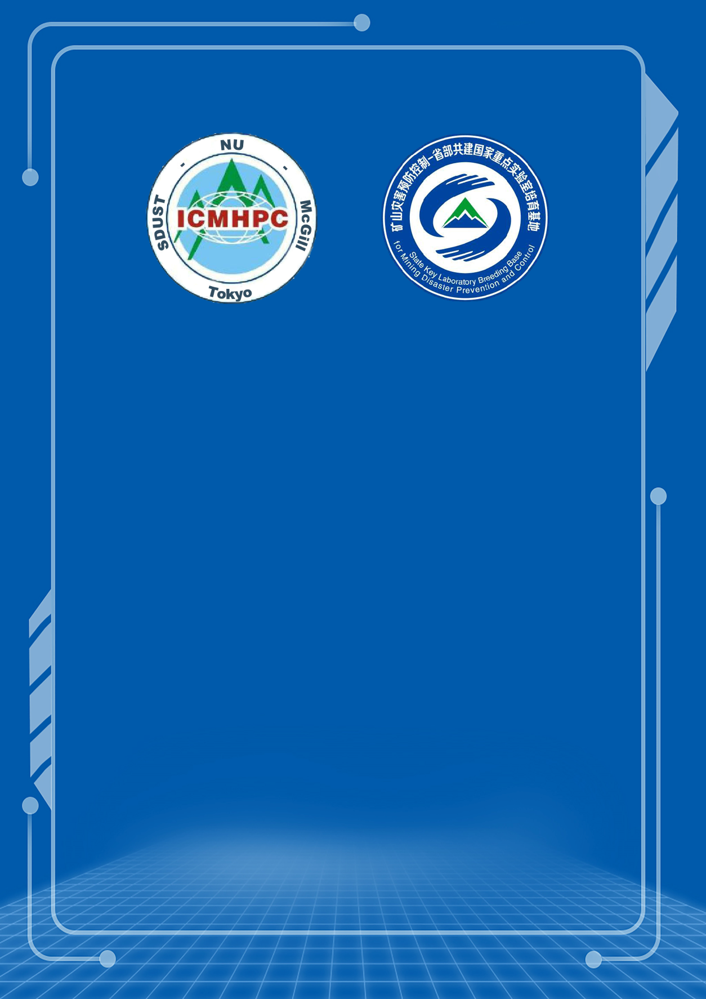 NU
SDUST
McGill
ICMHPC
Tokyo
矿山灾害预防控制-省部共建国家重点实验室培育基地
State Key Laboratory Breeding Base
for Mining Disaster Prevention and Control